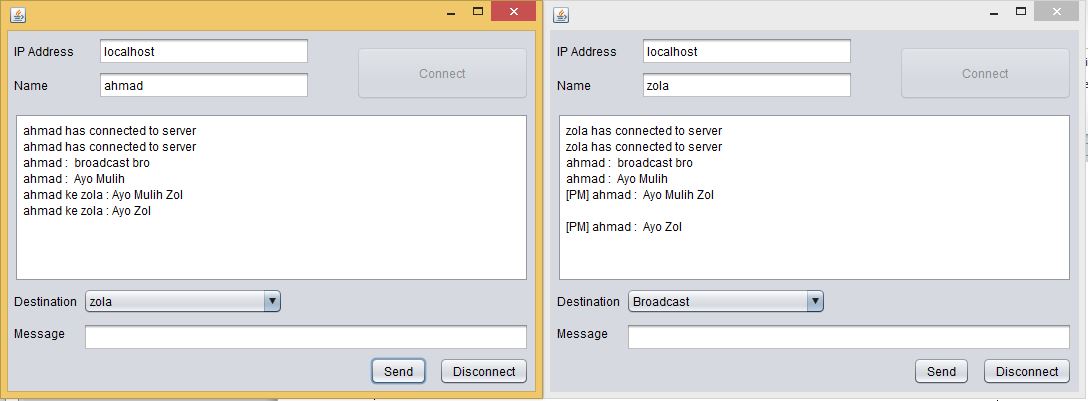 IP Address localhost
Connect
Name ahmad
ahmad has connected to server
ahmad has connected to server
ahmad : broadcast bro
ahmad : Ayo Mulih
ahmad ke zola : Ayo Mulih Zol
ahmad ke zola : Ayo Zol
Destination zola
Message
Send Disconnect
IP Address localhost
Connect
Name zola
zola has connected to server
zola has connected to server
ahmad : broadcast bro
ahmad : Ayo Mulih
[PM] ahmad : Ayo Mulih Zol
[PM] ahmad : Ayo Zol
Destination Broadcast
Message
Send Disconnect